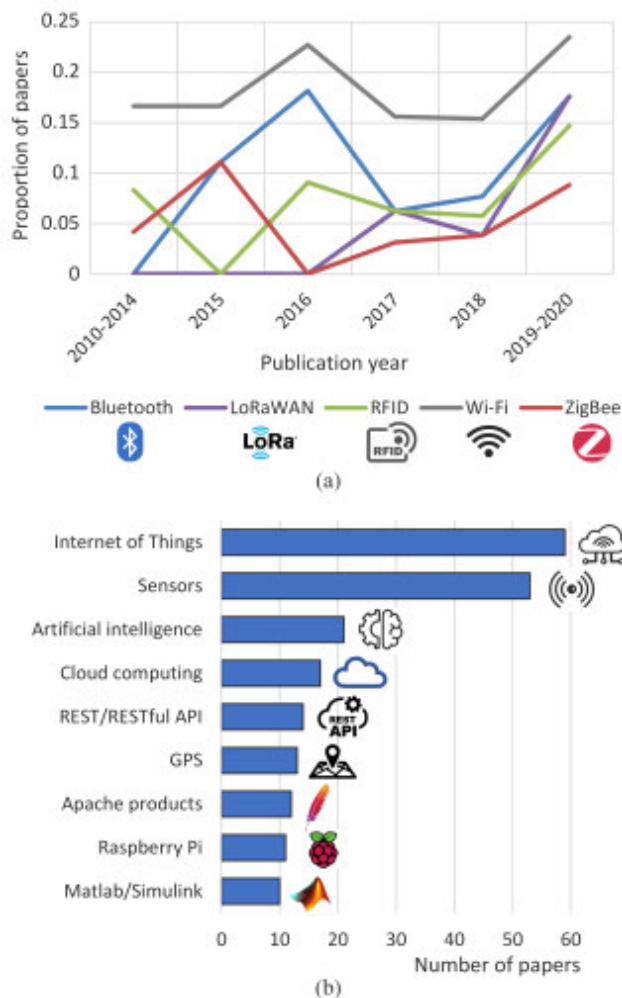 0.25
0.2
0.15
0.1
0.05
0
Proportion of papers
2010-2014 2015 2016 2017 2018 2019-2020
Publication year
Bluetooth LoRaWAN RFID Wi-Fi ZigBee
LoRa RFID
(a)
Internet of Things
Sensors
Artificial intelligence
Cloud computing
REST/RESTful API
REST
API
GPS
Apache products
Raspberry Pi
Matlab/Simulink
0 10 20 30 40 50 60
Number of papers
(b)